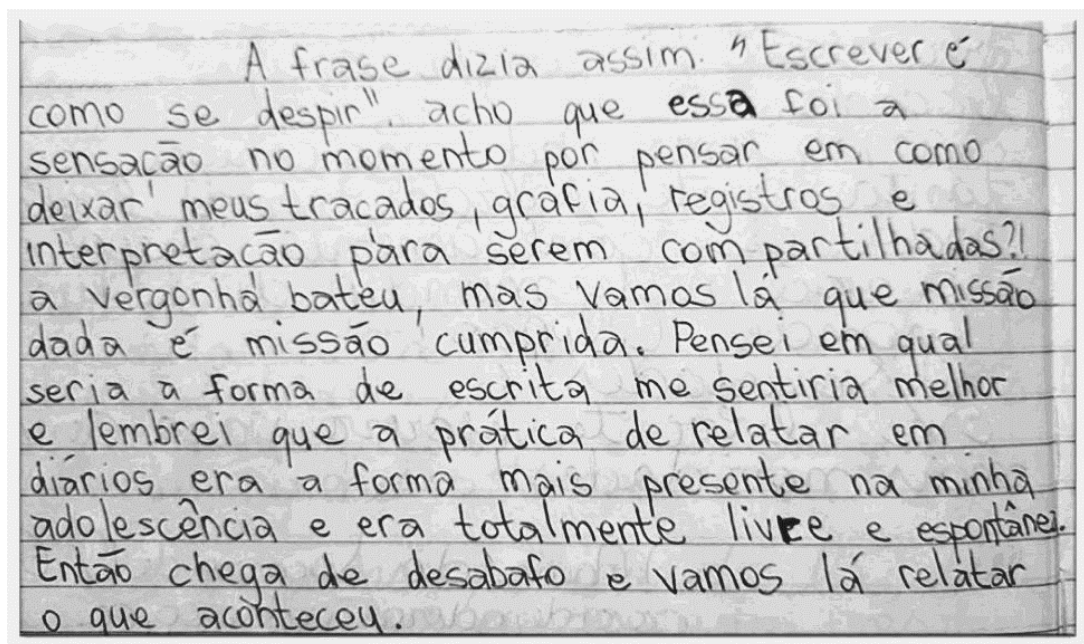 A frase dizia assim. "Escrever é
como se despir". acho que essa foi a
sensação no momento por pensar em como
deixar meus tracados, grafia, registros e
interpretação para serem compartilhadas?!
a vergonha bateu, mas vamos lá que missão
dada é missão cumprida. Pensei em qual
seria a forma de escrita me sentiria melhor
e lembrei que a prática de relatar em
diários era a forma mais presente na minha
adolescência e era totalmente livre e espontânea.
Então chega de desabafo e vamos lá relatar
o que aconteceu.